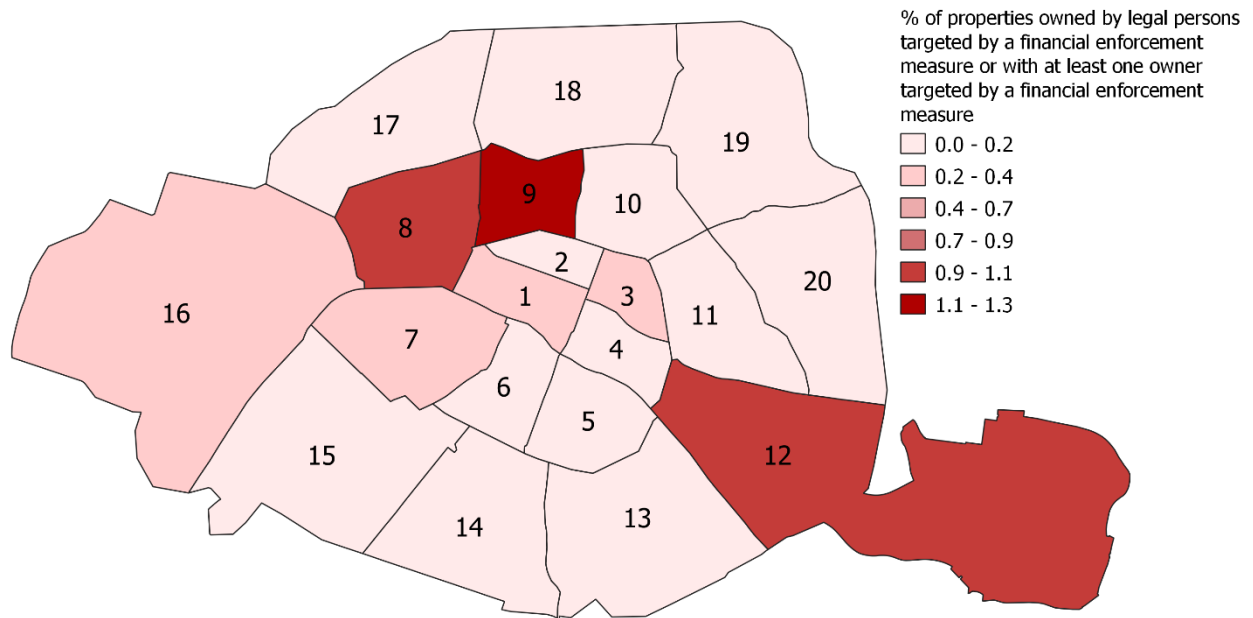 % of properties owned by legal persons
targeted by a financial enforcement
measure or with at least one owner
targeted by a financial enforcement
measure
0.0 - 0.2
0.2 - 0.4
0.4 - 0.7
0.7 - 0.9
0.9 - 1.1
1.1 - 1.3
18
17
19
9
10
8
2
20
1
3
16
11
7
4
6
5
15
12
13
14